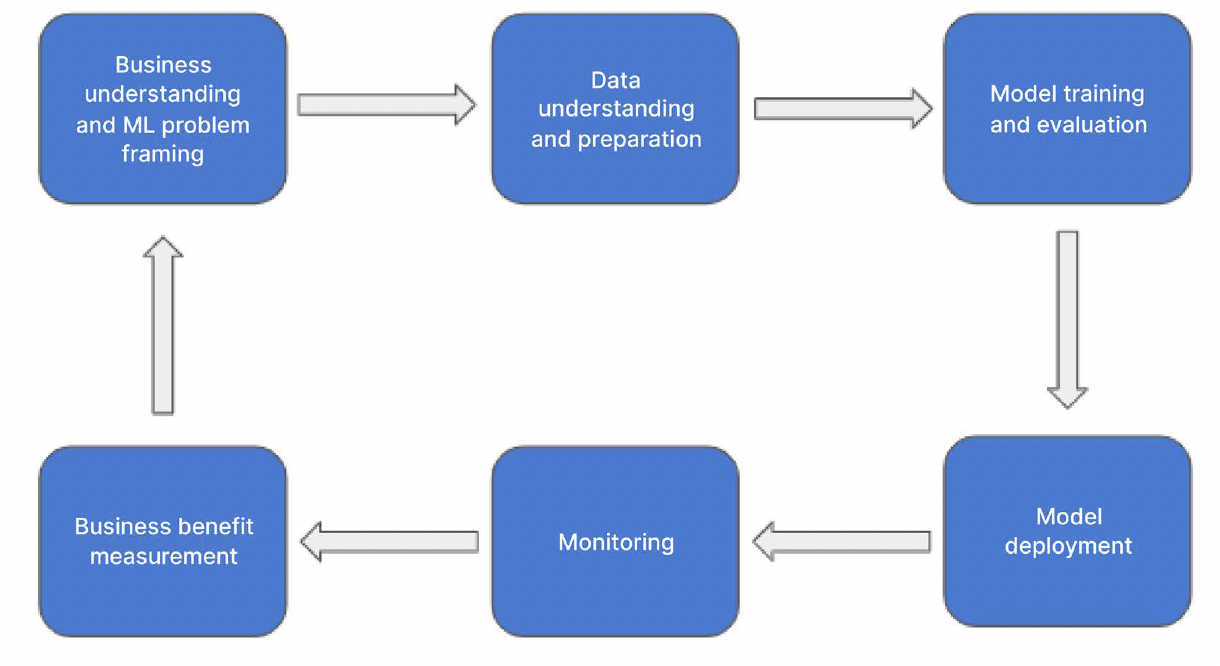 Business
understanding
and ML problem
framing
Data
understanding
and preparation
Model training
and evaluation
Business benefit
measurement
Monitoring
Model
deployment